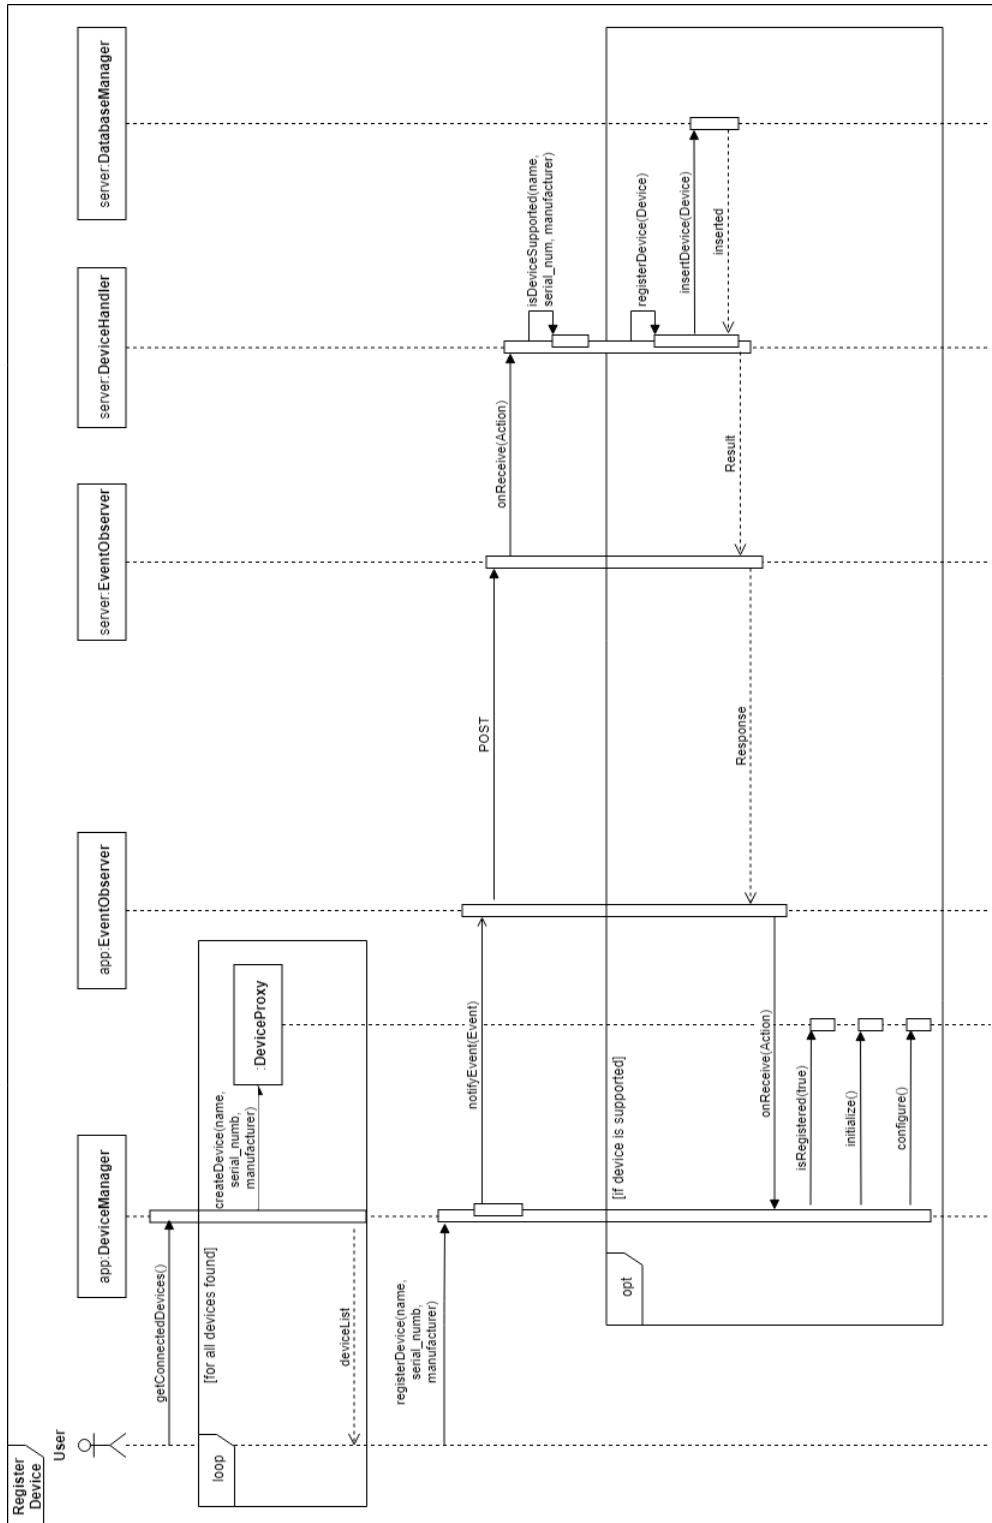 Register
Device
User
app:DeviceManager
app:EventObserver
server:EventObserver
server:DeviceHandler
server:DatabaseManager
getConnectedDevices()
loop
[for all devices found]
createDevice(name,
serial_numb,
manufacturer)
:DeviceProxy
deviceList
registerDevice(name,
serial_numb,
manufacturer)
notifyEvent(Event)
POST
onReceive(Action)
isDeviceSupported(name,
serial_num, manufacturer)
opt
[if device is supported]
registerDevice(Device)
insertDevice(Device)
inserted
Result
Response
onReceive(Action)
isRegistered(true)
initialize()
configure()